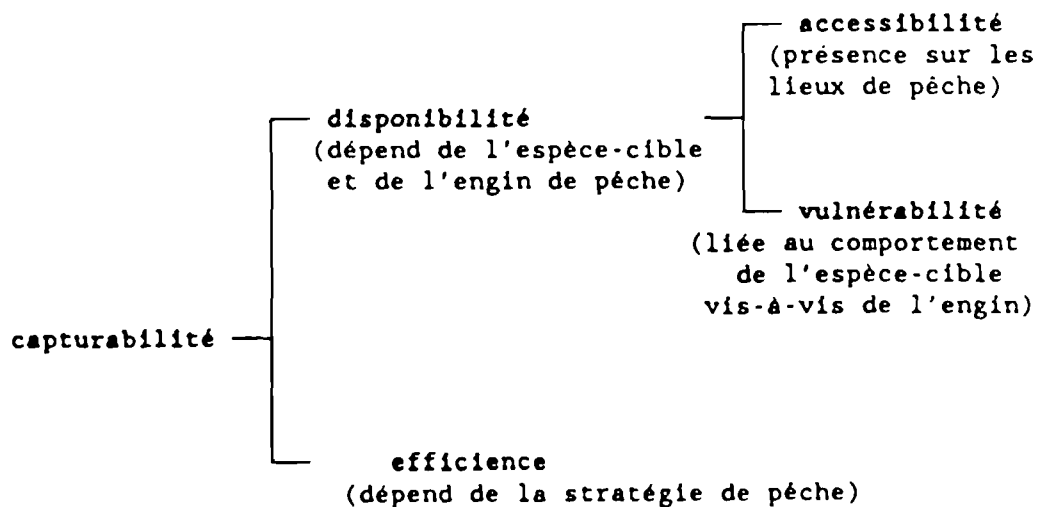 accessibilité
(présence sur les
lieux de pêche)
disponibilité
(dépend de l'espèce-cible
et de l'engin de pêche)
vulnérabilité
(liée au comportement
de l'espèce-cible
vis-à-vis de l'engin)
capturabilité
efficience
(dépend de la stratégie de pêche)